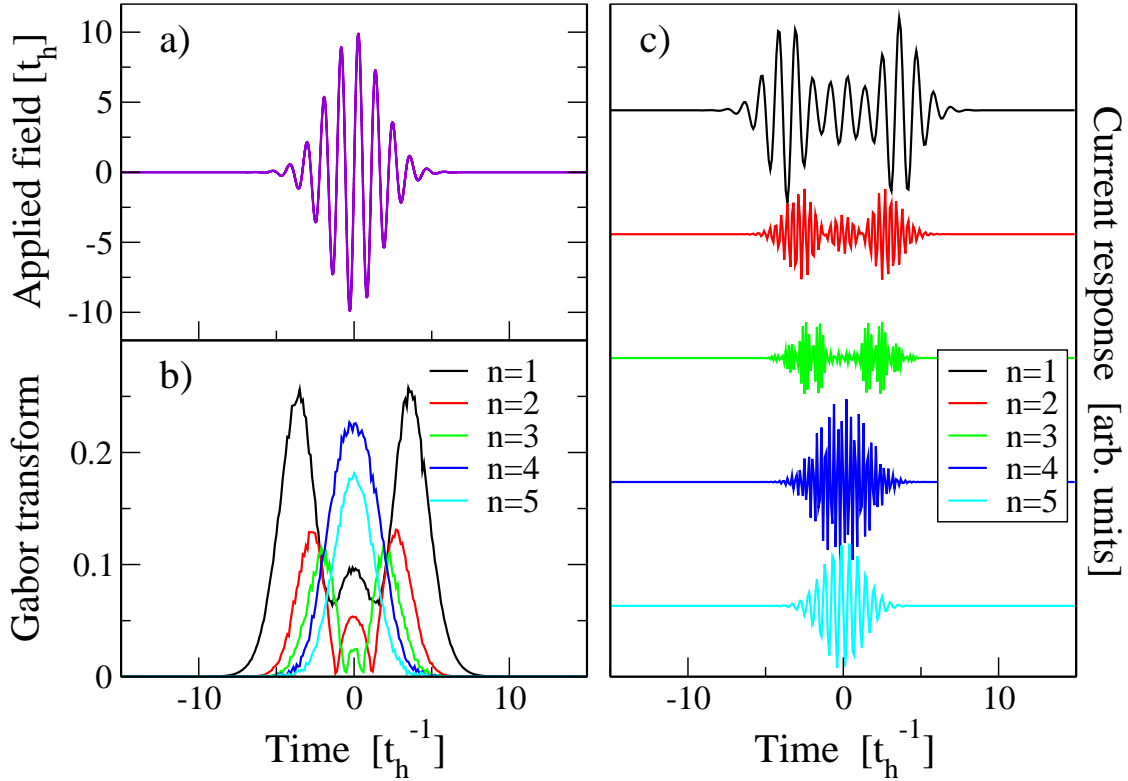 a)
Applied field [t_h]
10
5
0
-5
-10
b)
Gabor transform
0.2
0.1
0
n=1
n=2
n=3
n=4
n=5
-10
0
10
Time [t_h^-1]
c)
Current response [arb. units]
n=1
n=2
n=3
n=4
n=5
-10
0
10
Time [t_h^-1]